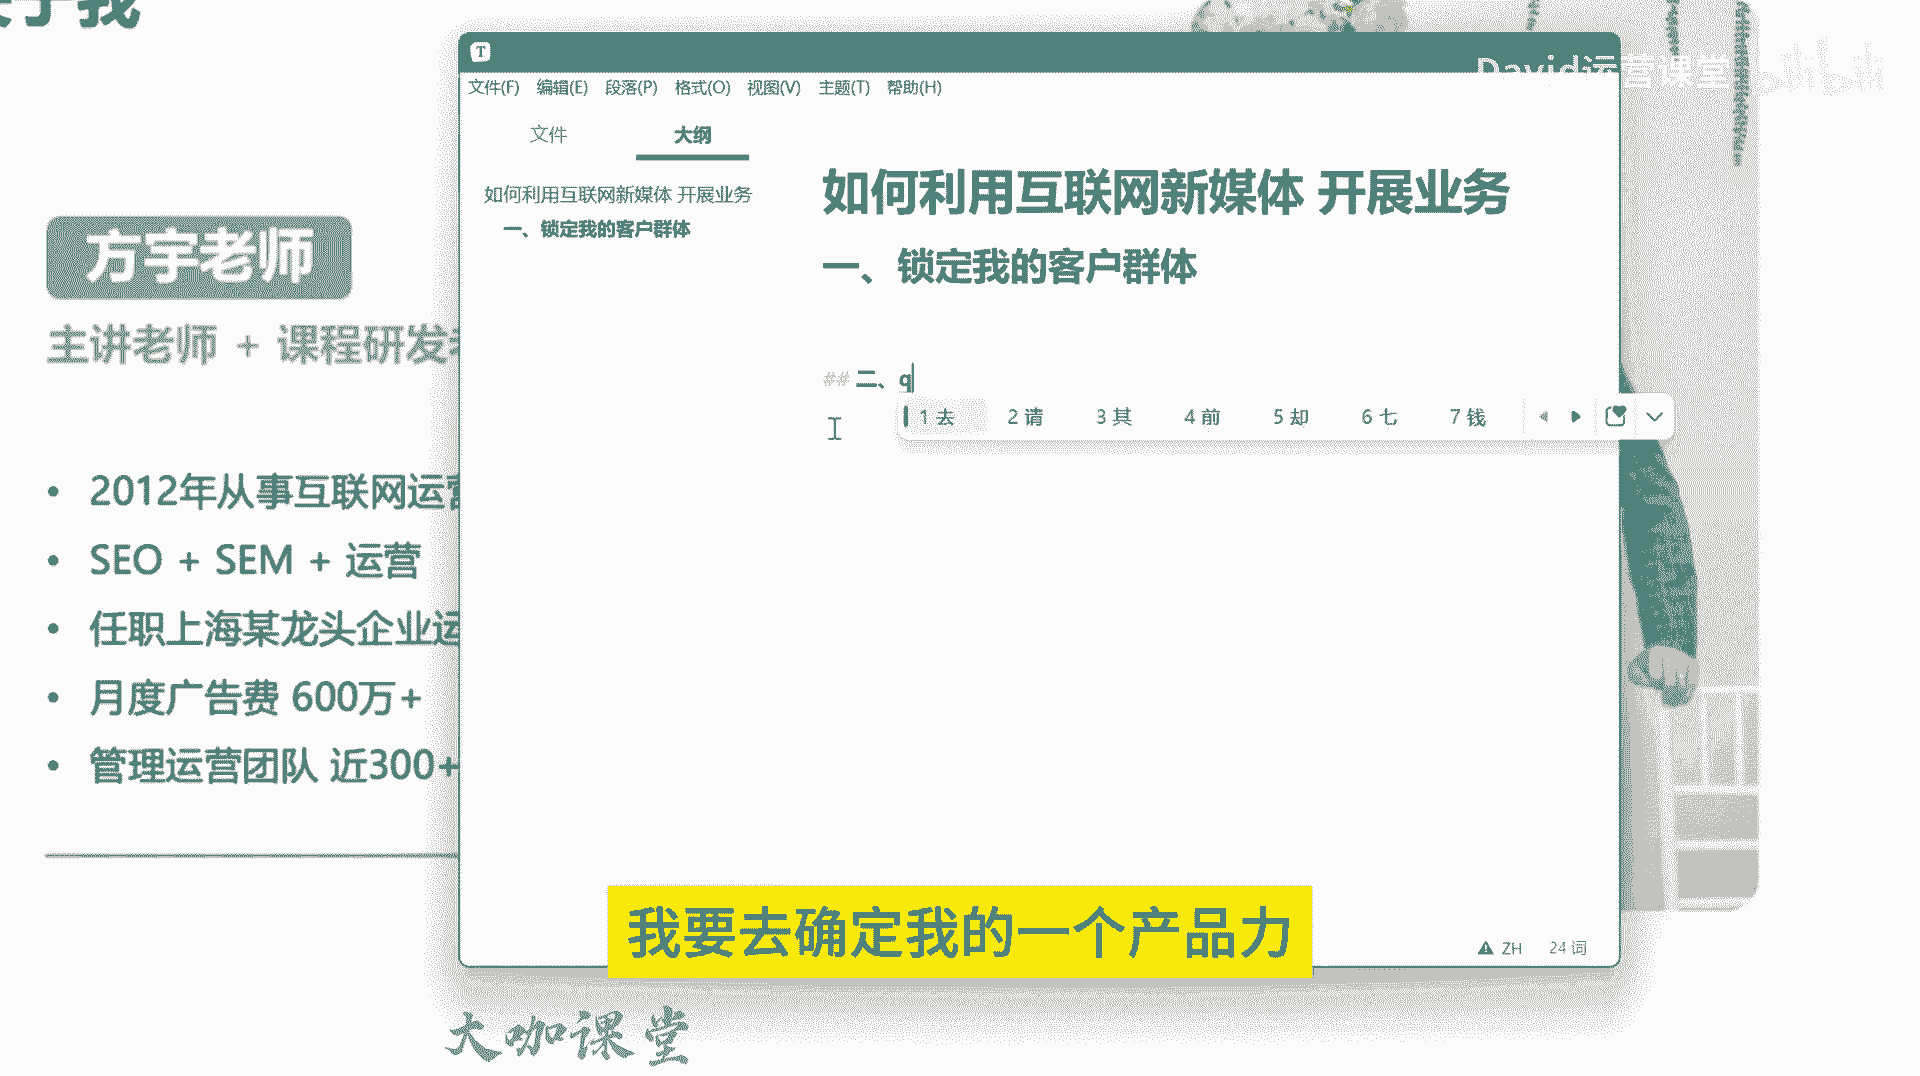 关于我
T
David运营课堂 bilibili
文件(F) 编辑(E) 段落(P) 格式(O) 视图(V) 主题(T) 帮助(H)
文件 大纲
如何利用互联网新媒体 开展业务
一、锁定我的客户群体
如何利用互联网新媒体 开展业务
一、锁定我的客户群体
## 二、q
1 去 2 请 3 其 4 前 5 却 6 七 7 钱
方宇老师
主讲老师 + 课程研发
• 2012年从事互联网运营
• SEO + SEM + 运营
• 任职上海某龙头企业运
• 月度广告费 600万+
• 管理运营团队 近300+
我要去确定我的一个产品力
ZH 24 词
大咖课堂